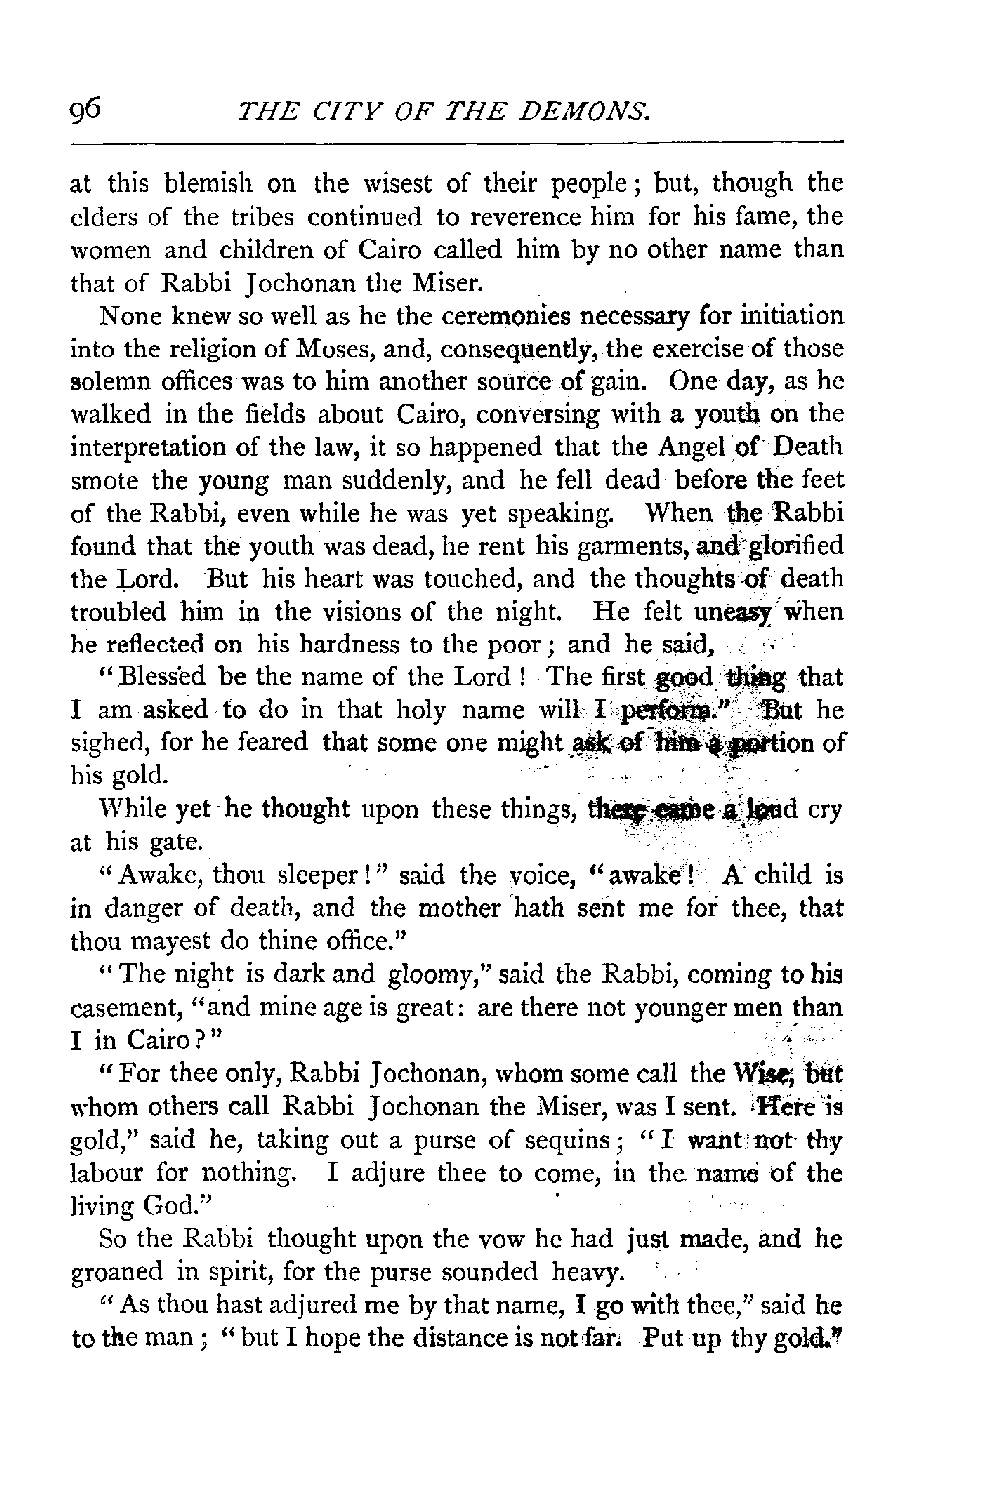 96 THE CITY OF THE DEMONS.
at this blemish on the wisest of their people; but, though the
elders of the tribes continued to reverence him for his fame, the
women and children of Cairo called him by no other name than
that of Rabbi Jochonan the Miser.
None knew so well as he the ceremonies necessary for initiation
into the religion of Moses, and, consequently, the exercise of those
solemn offices was to him another source of gain. One day, as he
walked in the fields about Cairo, conversing with a youth on the
interpretation of the law, it so happened that the Angel of Death
smote the young man suddenly, and he fell dead before the feet
of the Rabbi, even while he was yet speaking. When the Rabbi
found that the youth was dead, he rent his garments, and glorified
the Lord. But his heart was touched, and the thoughts of death
troubled him in the visions of the night. He felt uneasy when
he reflected on his hardness to the poor; and he said,
"Blessed be the name of the Lord! The first good thing that
I am asked to do in that holy name will I perform." But he
sighed, for he feared that some one might ask of him a portion of
his gold.
While yet he thought upon these things, there came a loud cry
at his gate.
"Awake, thou sleeper!" said the voice, "awake! A child is
in danger of death, and the mother hath sent me for thee, that
thou mayest do thine office."
"The night is dark and gloomy," said the Rabbi, coming to his
casement, "and mine age is great: are there not younger men than
I in Cairo?"
"For thee only, Rabbi Jochonan, whom some call the Wise, but
whom others call Rabbi Jochonan the Miser, was I sent. Here is
gold," said he, taking out a purse of sequins; "I want not thy
labour for nothing. I adjure thee to come, in the name of the
living God."
So the Rabbi thought upon the vow he had just made, and he
groaned in spirit, for the purse sounded heavy.
"As thou hast adjured me by that name, I go with thee," said he
to the man; "but I hope the distance is not far. Put up thy gold."